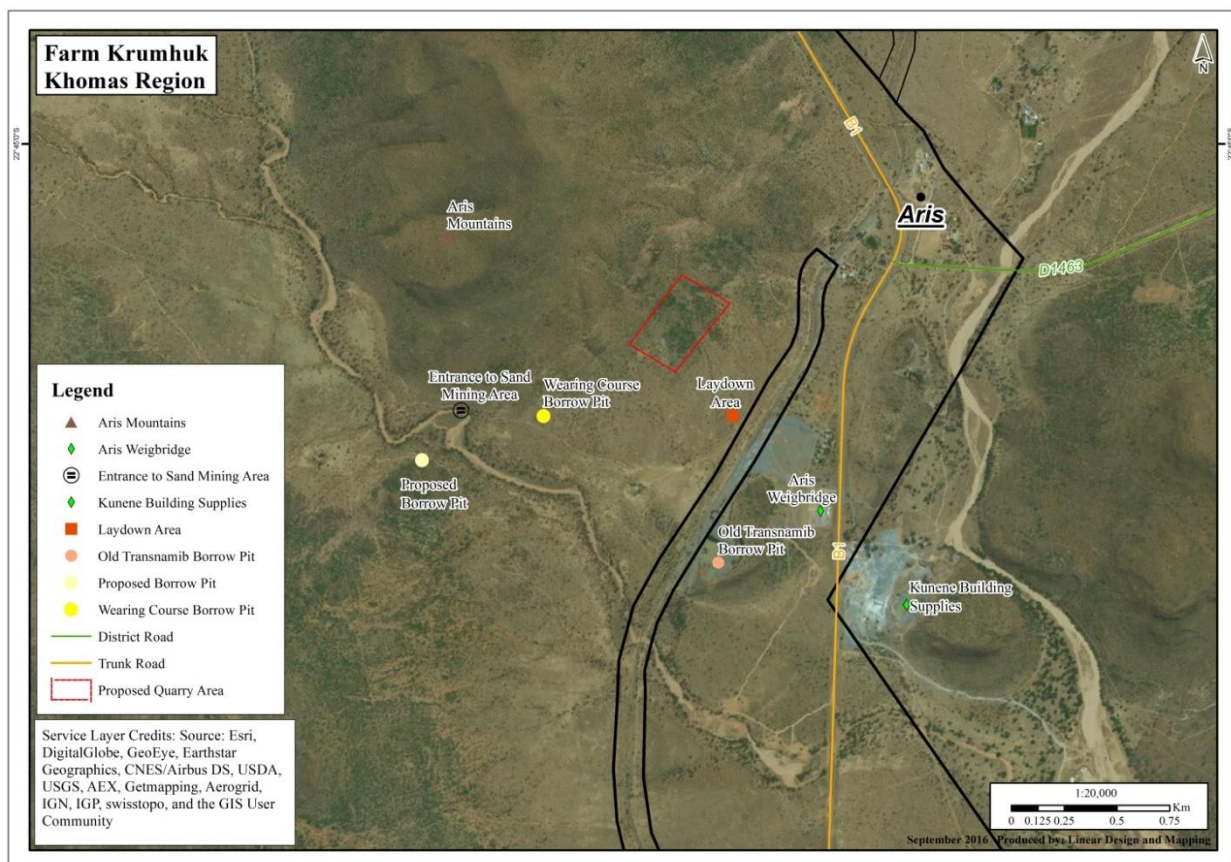 Farm Krumhuk
Khomas Region
N
22°45'0"S
B1
Aris
D1463
Aris
Mountains
Entrance to Sand
Mining Area
Wearing Course
Borrow Pit
Laydown
Area
Proposed
Borrow Pit
Aris
Weigbridge
Old Transnamib
Borrow Pit
B1
Kunene Building
Supplies
Legend
Aris Mountains
Aris Weigbridge
Entrance to Sand Mining Area
Kunene Building Supplies
Laydown Area
Old Transnamib Borrow Pit
Proposed Borrow Pit
Wearing Course Borrow Pit
District Road
Trunk Road
Proposed Quarry Area
Service Layer Credits: Source: Esri,
DigitalGlobe, GeoEye, Earthstar
Geographics, CNES/Airbus DS, USDA,
USGS, AEX, Getmapping, Aerogrid,
IGN, IGP, swisstopo, and the GIS User
Community
1:20,000
Km
0 0.125 0.25 0.5 0.75
September 2016 Produced by: Linear Design and Mapping